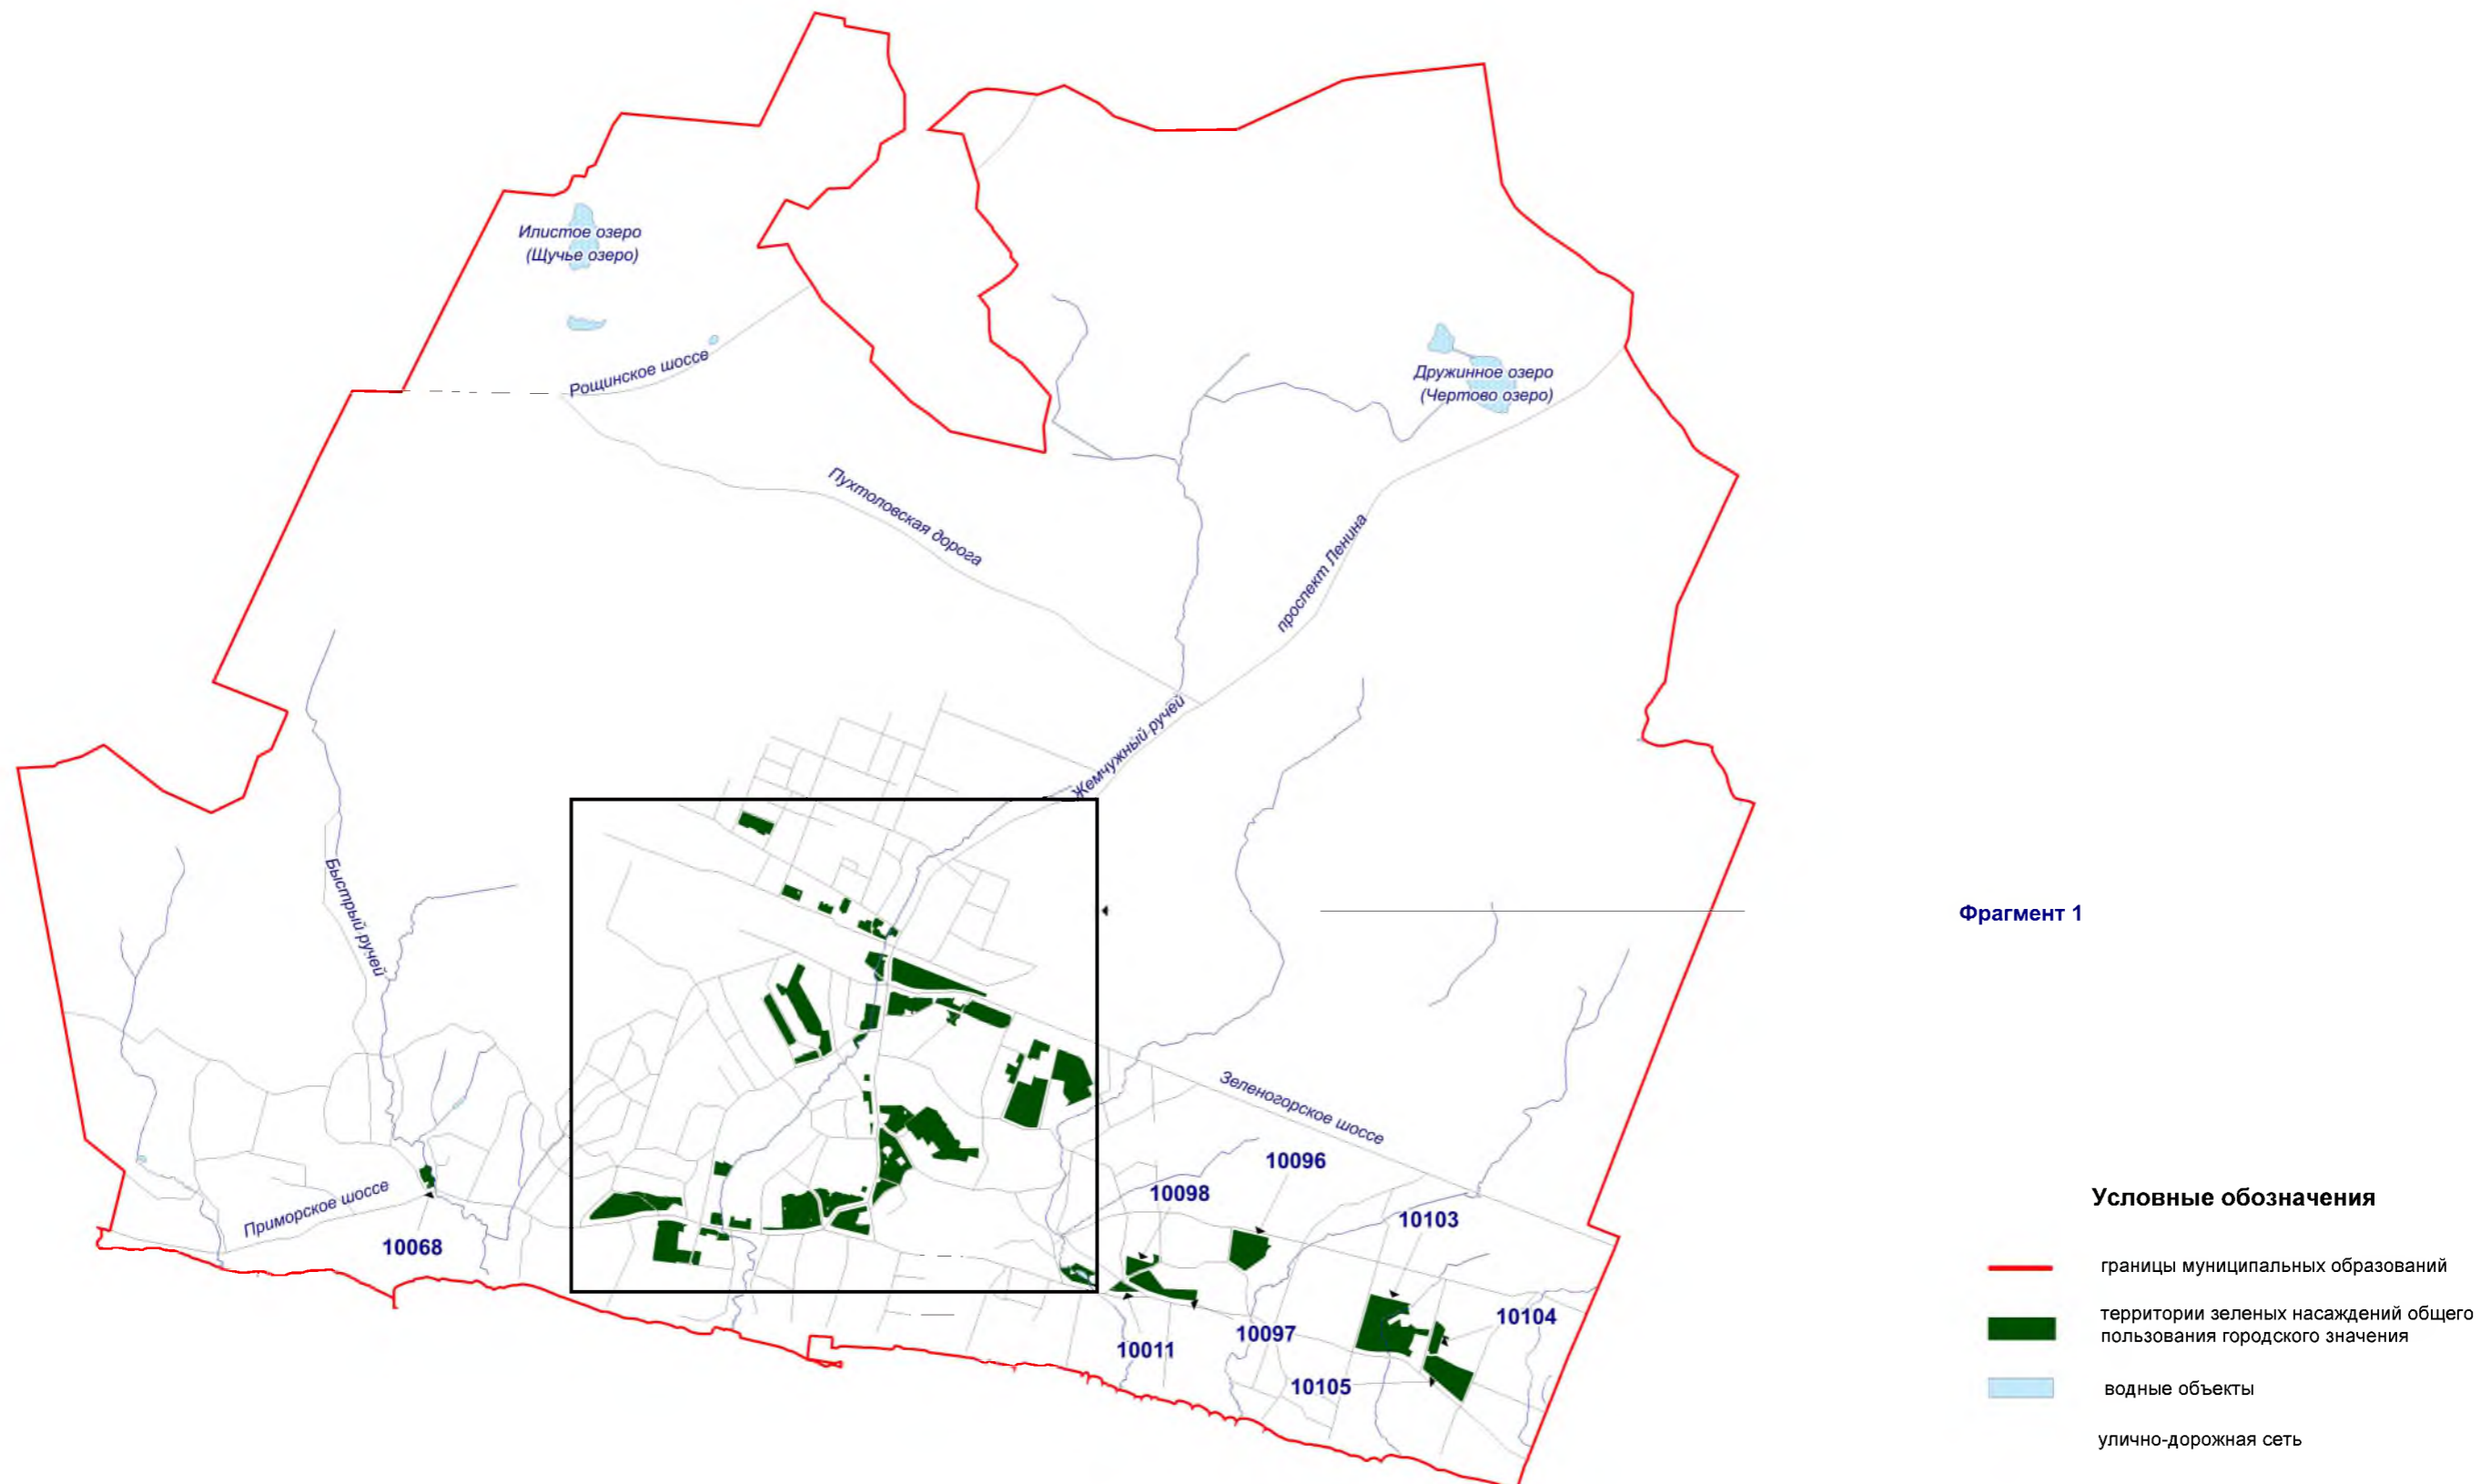 Илистое озеро
(Щучье озеро)
Рощинское шоссе
Дружинное озеро
(Чертово озеро)
Пухтоловская дорога
проспект Ленина
Жемчужный ручей
Быстрый ручей
Фрагмент 1
Зеленогорское шоссе
10096
10098
10103
Приморское шоссе
10068
10104
10097
10011
10105
Условные обозначения
границы муниципальных образований
территории зеленых насаждений общего
пользования городского значения
водные объекты
улично-дорожная сеть